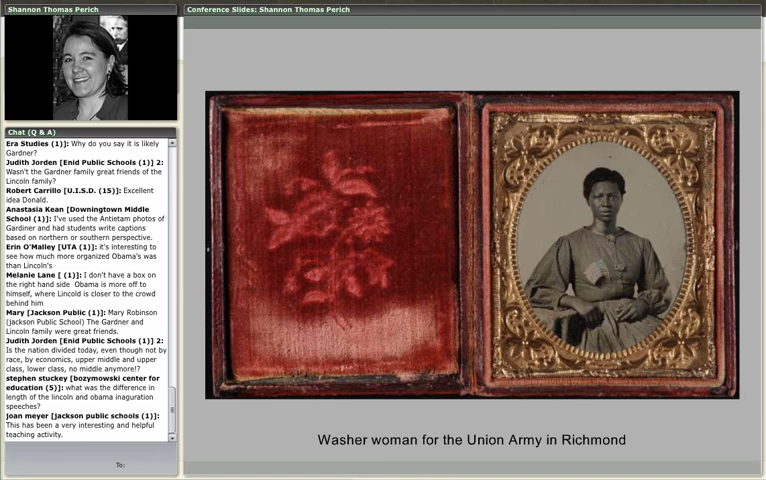 Shannon Thomas Perich
Chat (Q & A)
Era Studies (1)]: Why do you say it is likely
Gardner?
Judith Jorden [Enid Public Schools (1)] 2:
Wasn't the Gardner family great friends of the
Lincoln family?
Robert Carrillo [U.I.S.D. (15)]: Excellent
idea Donald.
Anastasia Kean [Downingtown Middle
School (1)]: I've used the Antietam photos of
Gardner and had students write captions
based on northern or southern perspective.
Erin O'Malley [UTA (1)]: it's interesting to
see how much more organized Obama's was
than Lincoln's
Melanie Lane [ (1)]: I don't have a box on
the right hand side  Obama is more off to
himself, where Lincold is closer to the crowd
behind him
Mary [Jackson Public (1)]: Mary Robinson
(jackson Public School) The Gardner and
Lincoln family were great friends.
Judith Jorden [Enid Public Schools (1)] 2:
Is the nation divided today, even though not by
race, by economics, upper middle and upper
class, lower class, no middle anymore!?
stephen stuckey [bozymowski center for
education (5)]: what was the difference in
length of the lincoln and obama inaguration
speeches?
joan meyer [jackson public schools (1)]:
This has been a very interesting and helpful
teaching activity.
To:
Conference Slides: Shannon Thomas Perich
Washer woman for the Union Army in Richmond